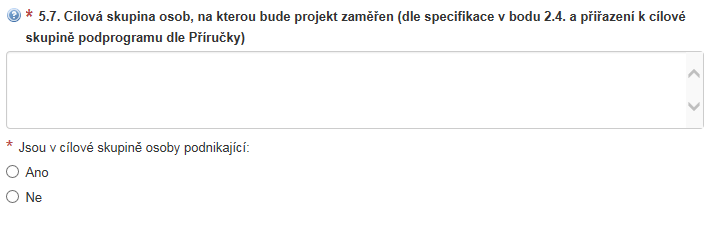 * 5.7. Cílová skupina osob, na kterou bude projekt zaměřen (dle specifikace v bodu 2.4. a přiřazení k cílové
skupině podprogramu dle Příručky)
* Jsou v cílové skupině osoby podnikající:
Ano
Ne